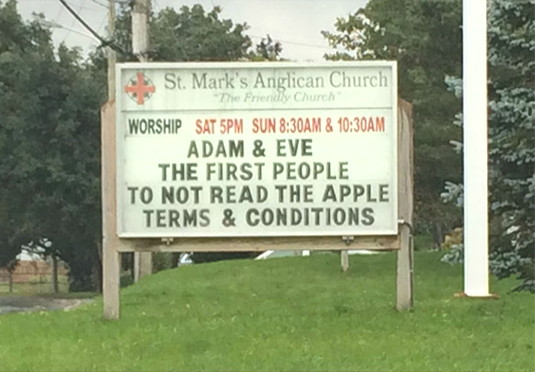 St. Mark's Anglican Church
"The Friendly Church"
WORSHIP SAT 5PM SUN 8:30AM & 10:30AM
ADAM & EVE
THE FIRST PEOPLE
TO NOT READ THE APPLE
TERMS & CONDITIONS